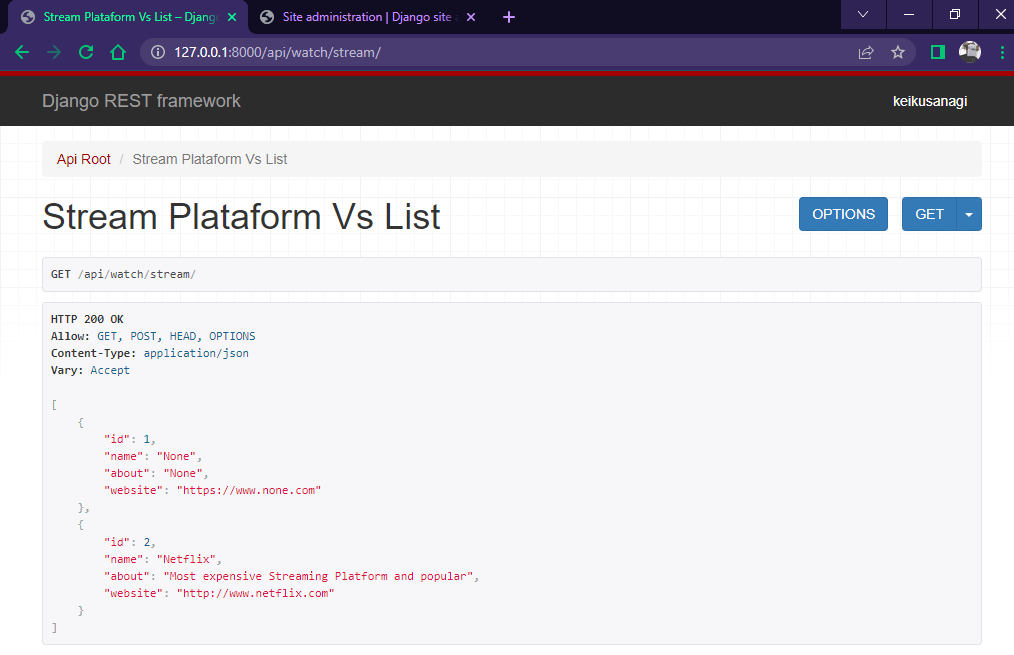 Stream Plataform Vs List – Djang
Site administration | Django site
127.0.0.1:8000/api/watch/stream/
Django REST framework
keikusanagi
Api Root / Stream Plataform Vs List
Stream Plataform Vs List
OPTIONS
GET
GET /api/watch/stream/
HTTP 200 OK
Allow: GET, POST, HEAD, OPTIONS
Content-Type: application/json
Vary: Accept
[
    {
        "id": 1,
        "name": "None",
        "about": "None",
        "website": "https://www.none.com"
    },
    {
        "id": 2,
        "name": "Netflix",
        "about": "Most expensive Streaming Platform and popular",
        "website": "http://www.netflix.com"
    }
]